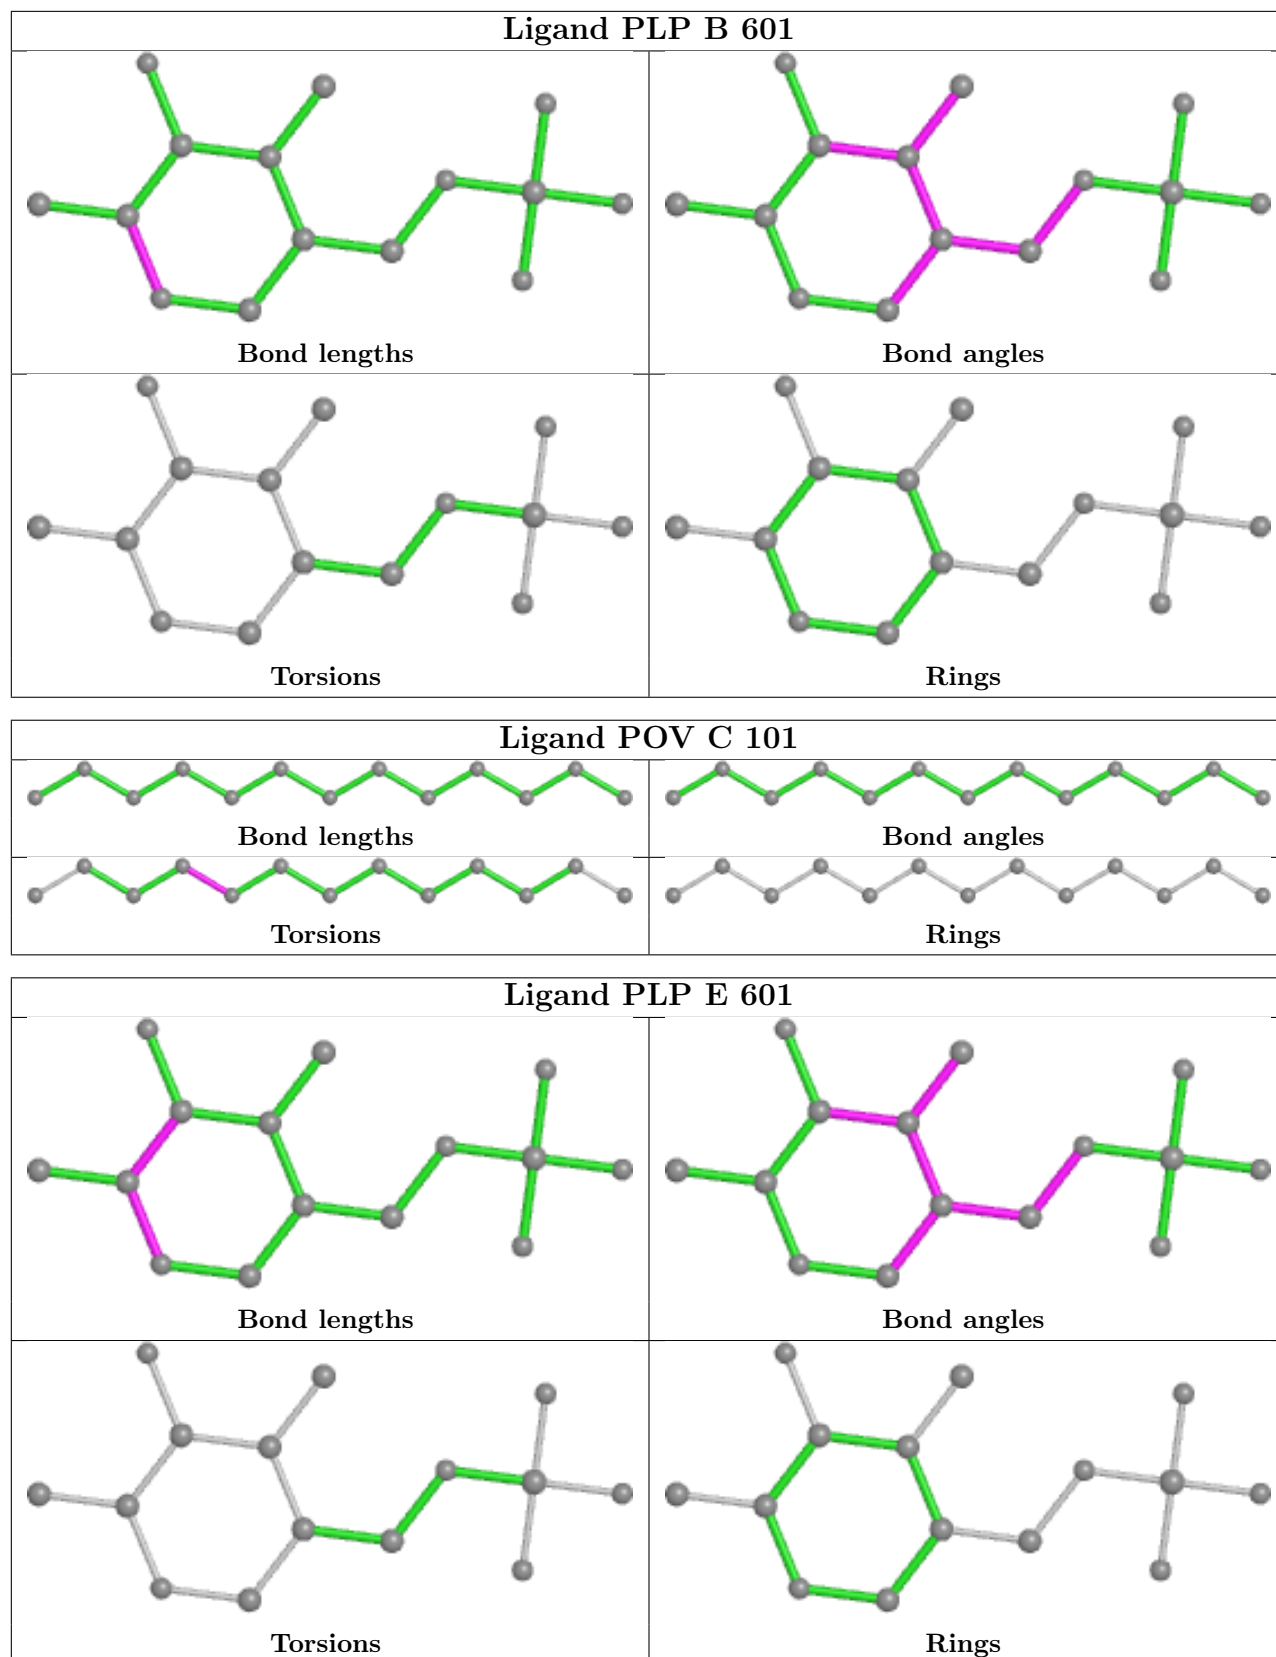 Ligand PLP B 601
Bond lengths
Bond angles
Torsions
Rings
Ligand POV C 101
Bond lengths
Bond angles
Torsions
Rings
Ligand PLP E 601
Bond lengths
Bond angles
Torsions
Rings